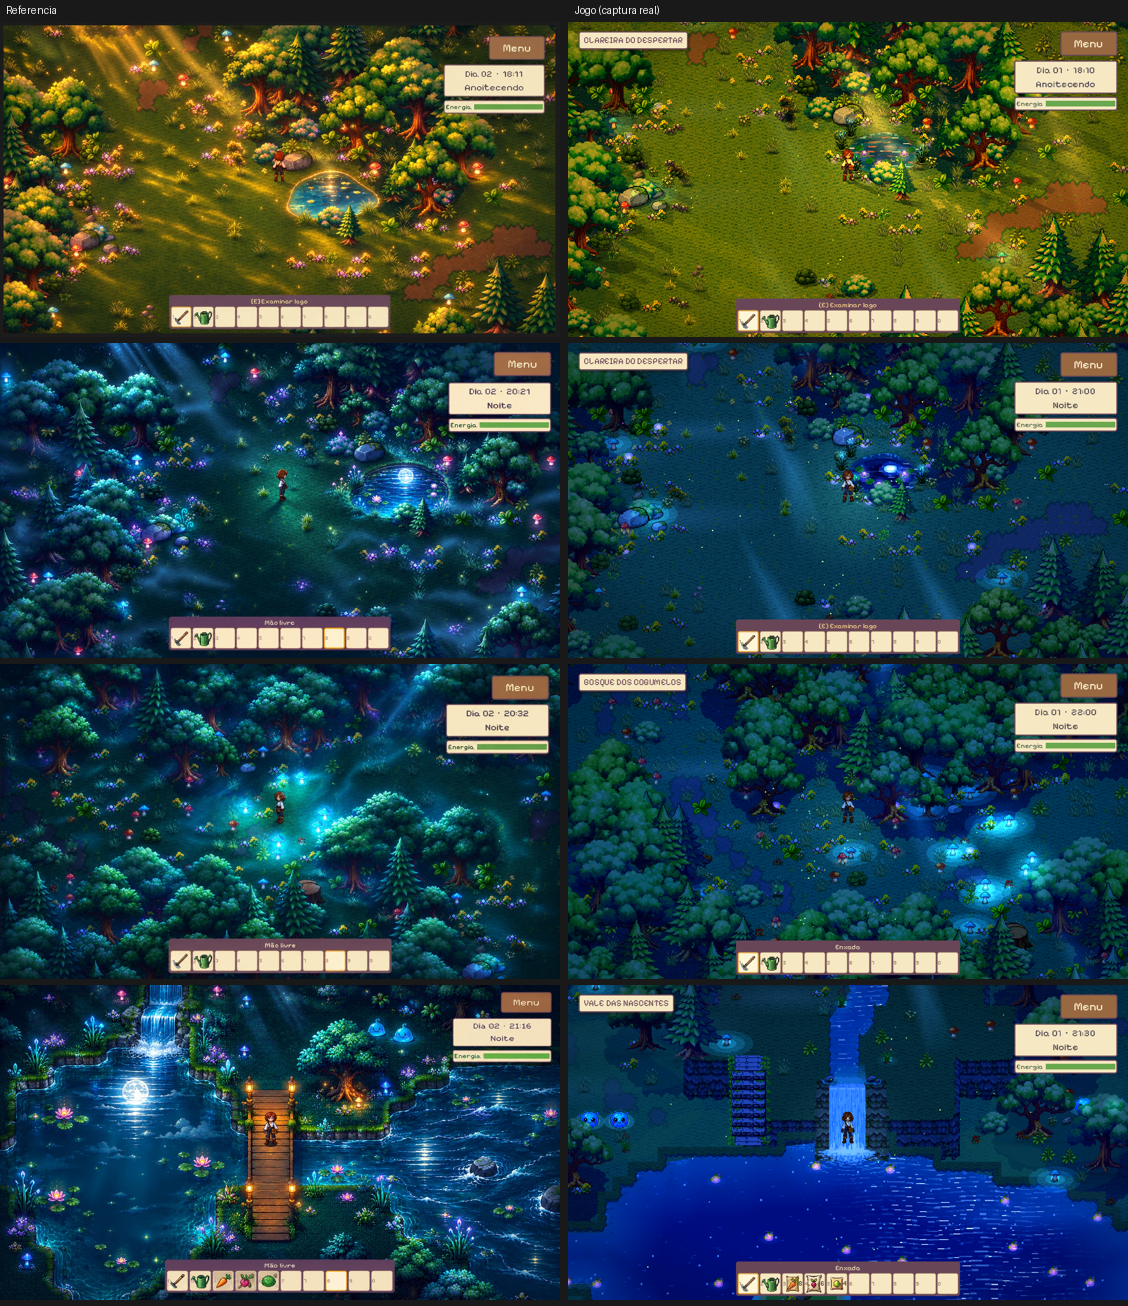 Referencia
Jogo (captura real)
Menu
Dia 02 · 18:11
Anoitecendo
Energia
[E] Examinar lago
CLAREIRA DO DESPERTAR
Menu
Dia 01 · 18:10
Anoitecendo
Energia
[E] Examinar lago
Menu
Dia 02 · 20:21
Noite
Energia
Mão livre
CLAREIRA DO DESPERTAR
Menu
Dia 01 · 21:00
Noite
Energia
[E] Examinar lago
Menu
Dia 02 · 20:32
Noite
Energia
Mão livre
BOSQUE DOS COGUMELOS
Menu
Dia 01 · 22:00
Noite
Energia
Enxada
Menu
Dia 02 · 21:16
Noite
Energia
Mão livre
VALE DAS NASCENTES
Menu
Dia 01 · 21:30
Noite
Energia
Enxada